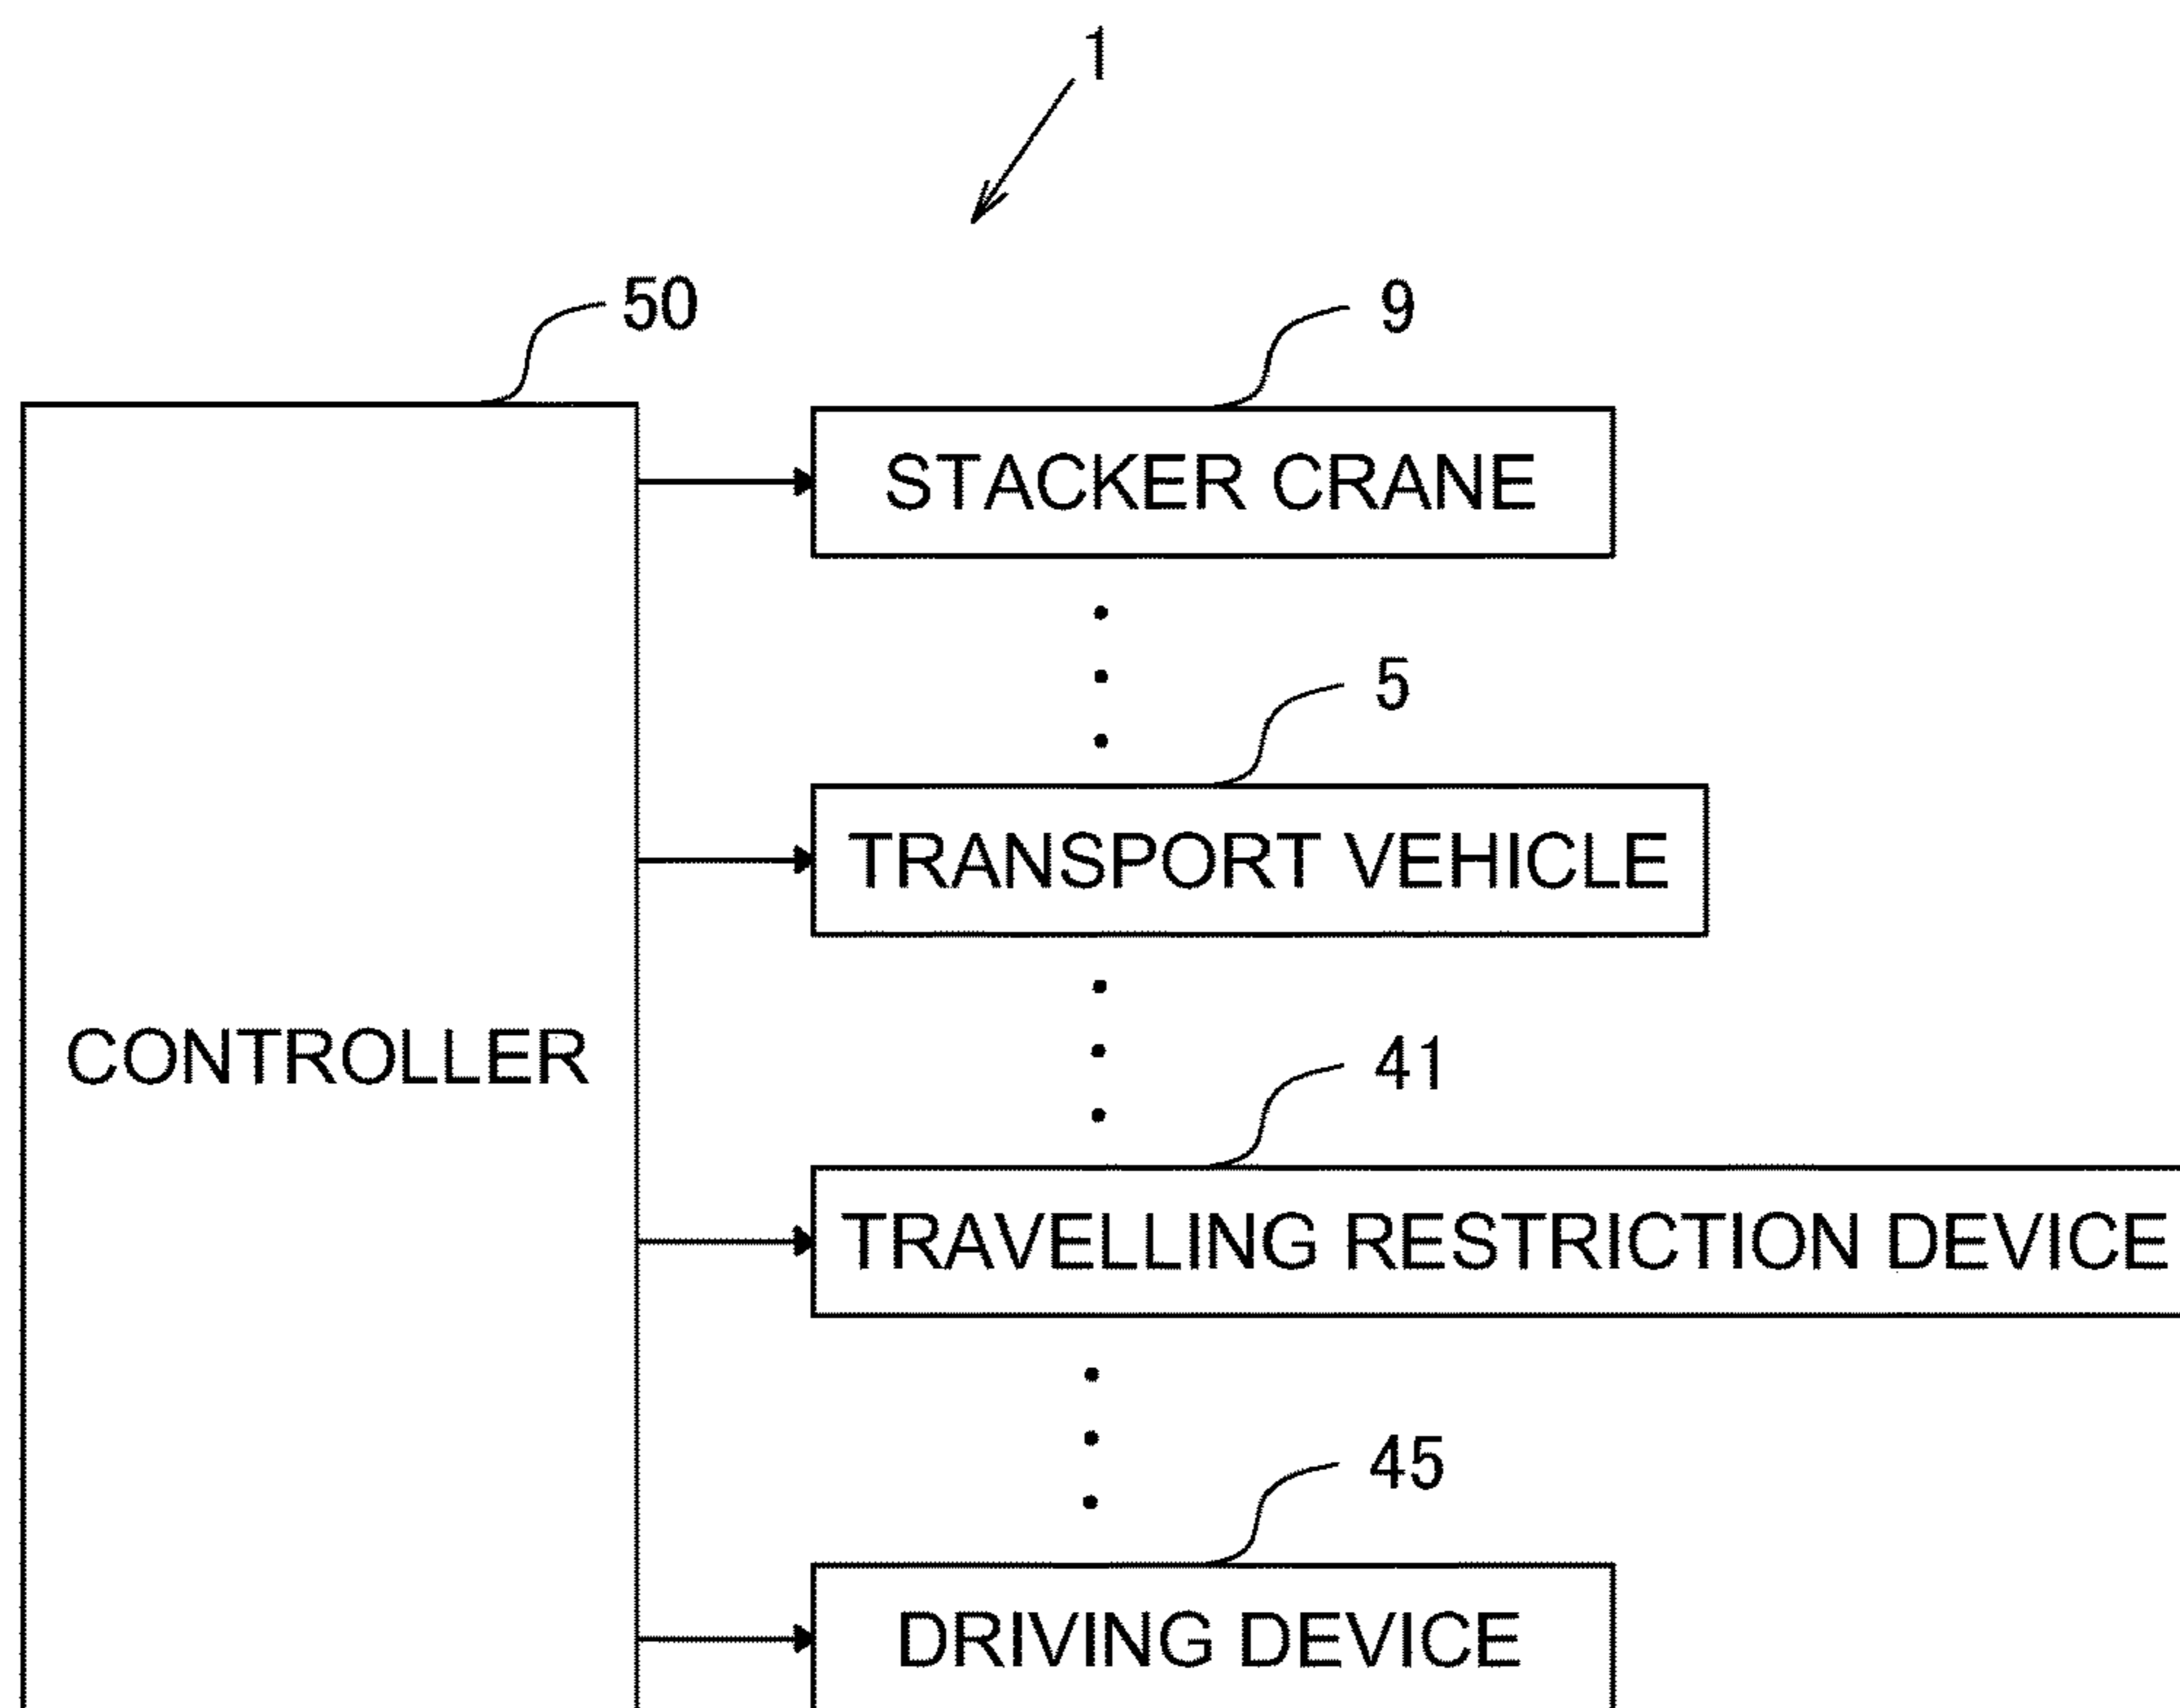 1
50
9
STACKER CRANE
5
TRANSPORT VEHICLE
CONTROLLER
41
TRAVELLING RESTRICTION DEVICE
45
DRIVING DEVICE